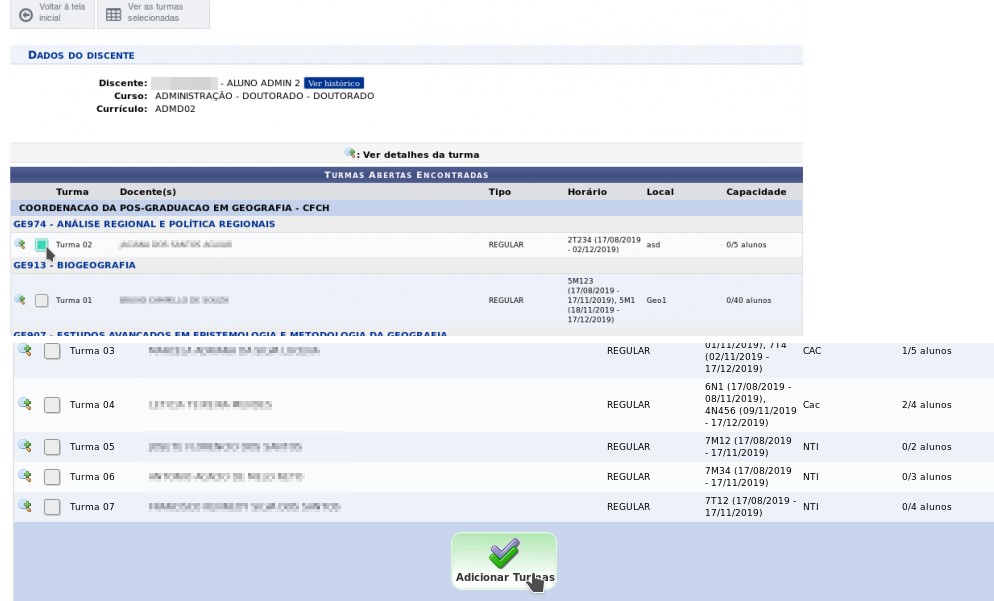 Voltar à tela
inicial
Ver as turmas
selecionadas
DADOS DO DISCENTE
Discente: - ALUNO ADMIN 2 Ver histórico
Curso: ADMINISTRAÇÃO - DOUTORADO - DOUTORADO
Currículo: ADMD02
: Ver detalhes da turma
TURMAS ABERTAS ENCONTRADAS
Turma Docente(s) Tipo Horário Local Capacidade
COORDENACAO DA POS-GRADUACAO EM GEOGRAFIA - CFCH
GE974 - ANÁLISE REGIONAL E POLÍTICA REGIONAIS
Turma 02 REGULAR 2T234 (17/08/2019 - 02/12/2019) asd 0/5 alunos
GE913 - BIOGEOGRAFIA
Turma 01 REGULAR 5M123 (17/08/2019 - 17/11/2019), 5M1 (18/11/2019 - 17/12/2019) Geo1 0/40 alunos
GE907 - ESTUDOS AVANÇADOS EM EPISTEMOLOGIA E METODOLOGIA DA GEOGRAFIA
Turma 03 REGULAR 01/11/2019), 7T4 (02/11/2019 - 17/12/2019) CAC 1/5 alunos
Turma 04 REGULAR 6N1 (17/08/2019 - 08/11/2019), 4N456 (09/11/2019 - 17/12/2019) Cac 2/4 alunos
Turma 05 REGULAR 7M12 (17/08/2019 - 17/11/2019) NTI 0/2 alunos
Turma 06 REGULAR 7M34 (17/08/2019 - 17/11/2019) NTI 0/3 alunos
Turma 07 REGULAR 7T12 (17/08/2019 - 17/11/2019) NTI 0/4 alunos
Adicionar Turmas